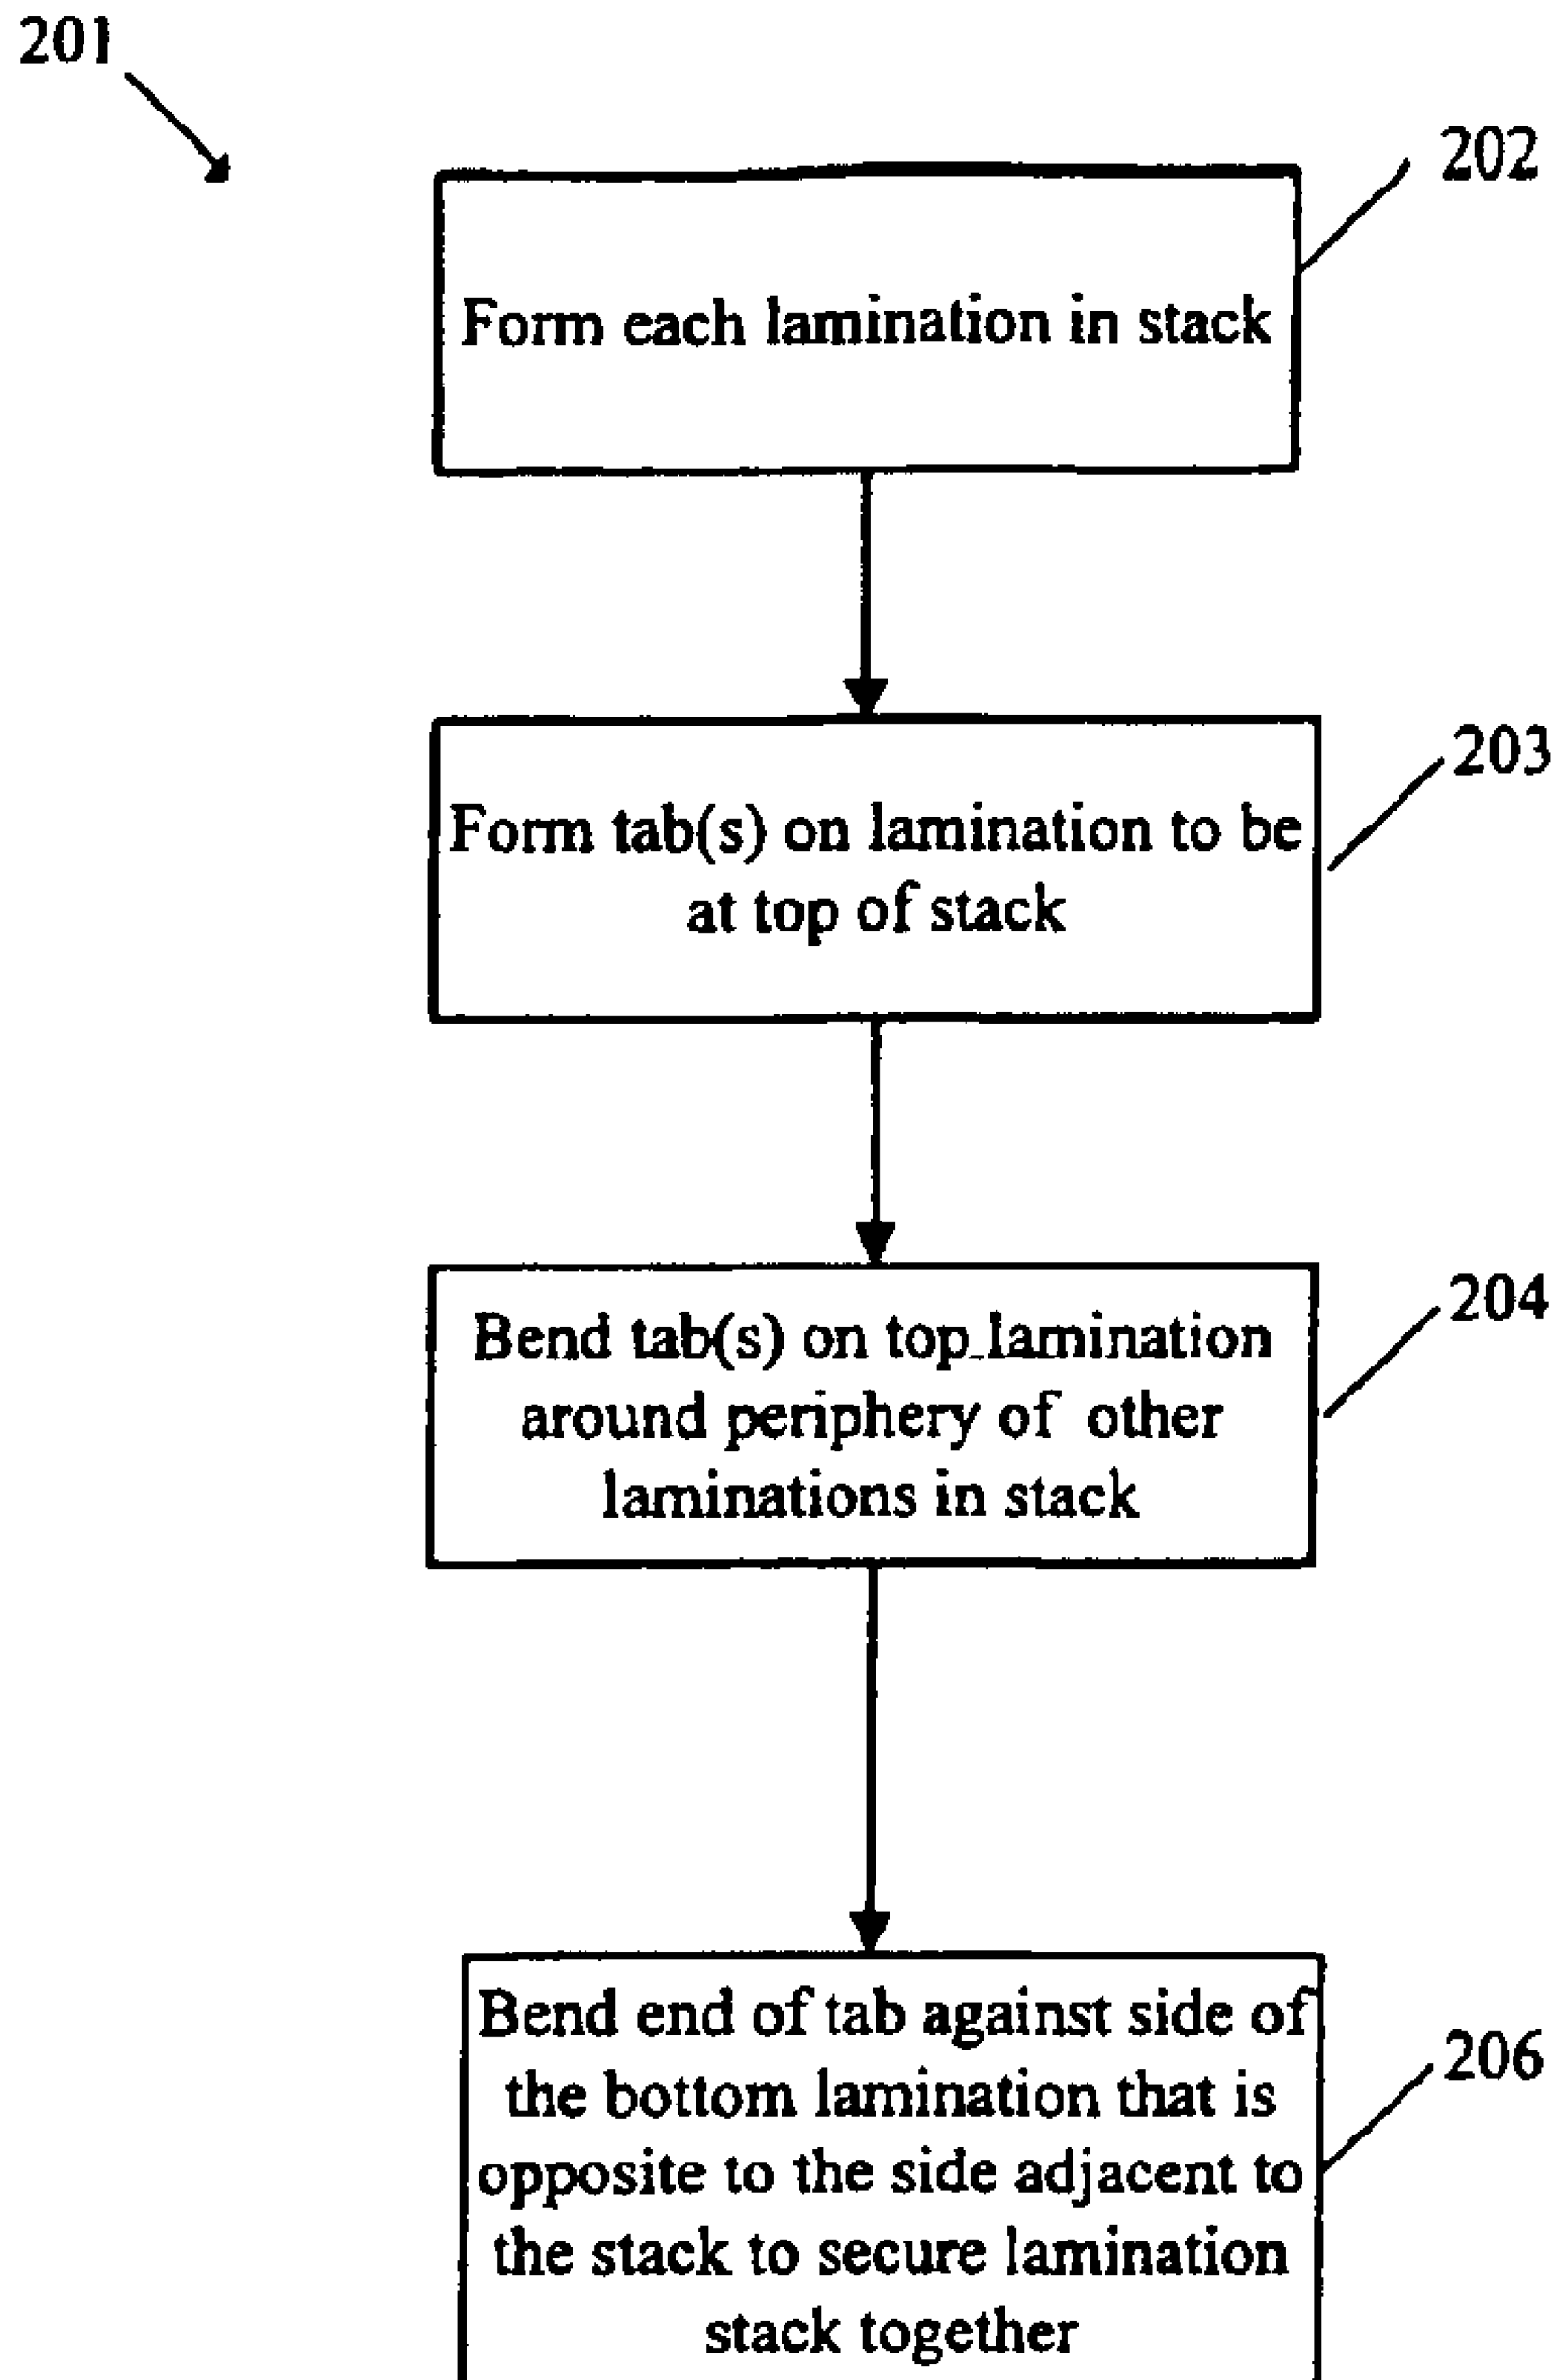 201
202
Form each lamination in stack
203
Form tab(s) on lamination to be
at top of stack
204
Bend tab(s) on top lamination
around periphery of other
laminations in stack
206
Bend end of tab against side of
the bottom lamination that is
opposite to the side adjacent to
the stack to secure lamination
stack together